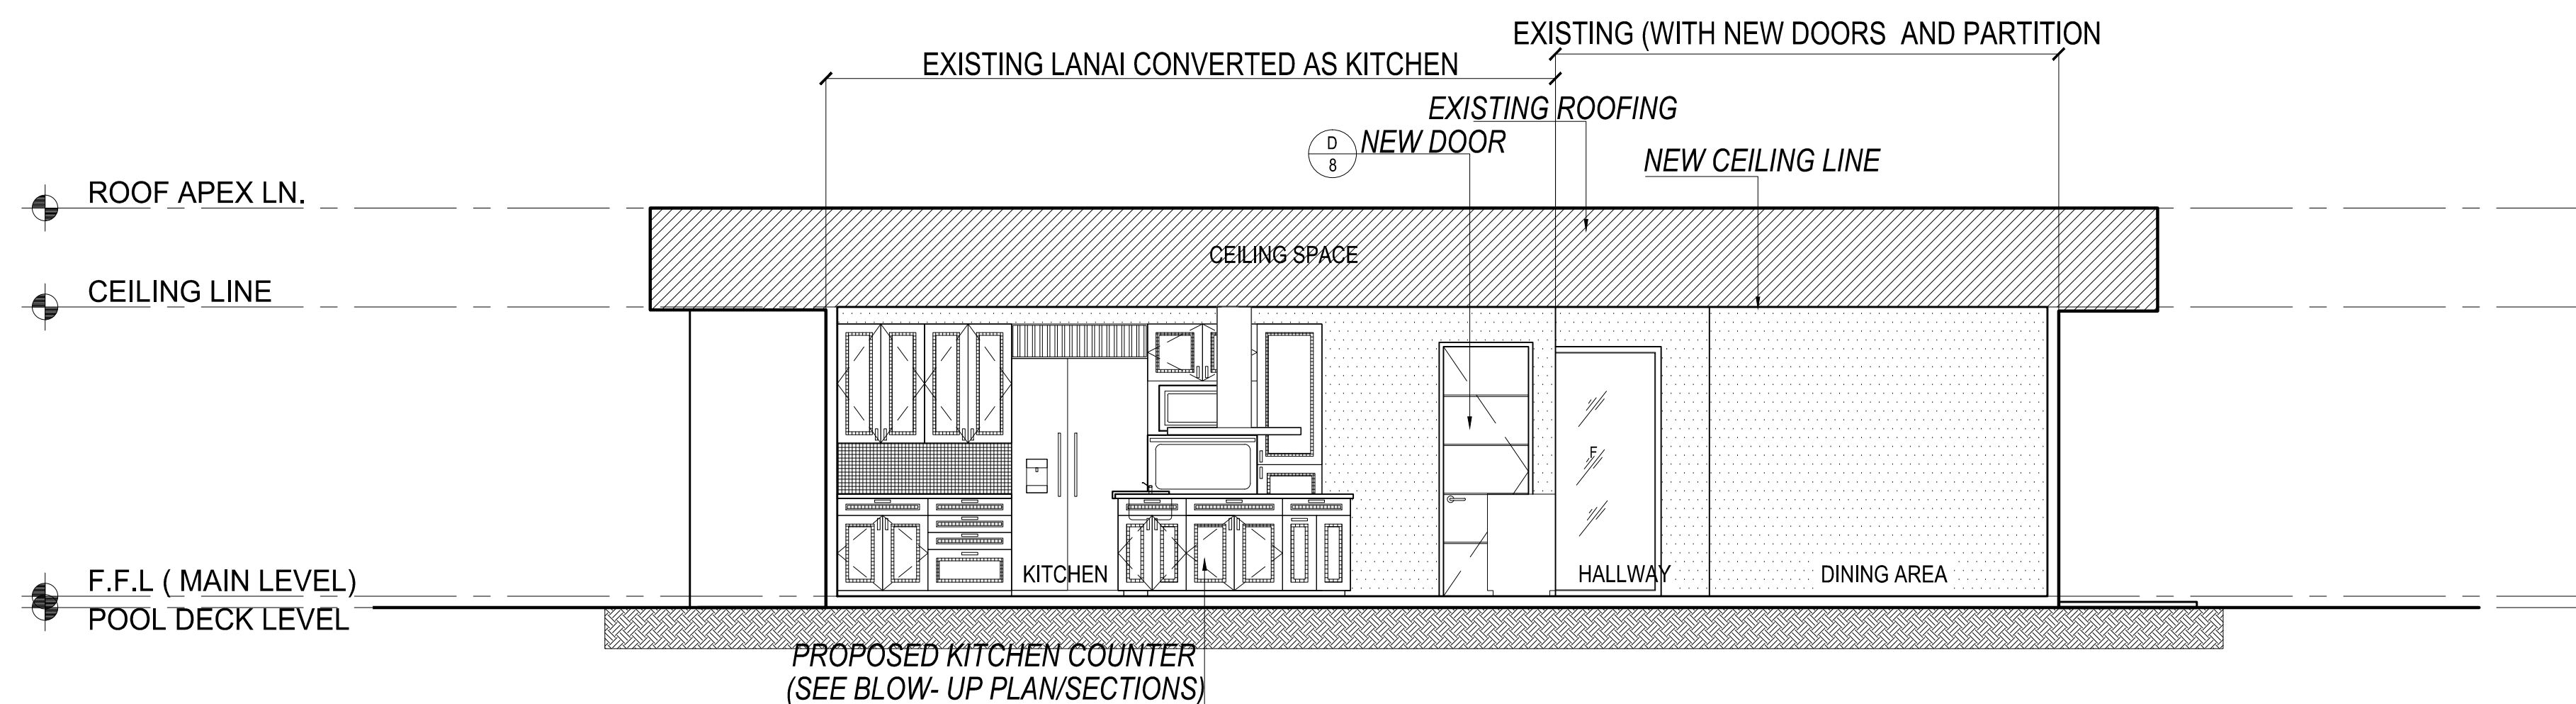 EXISTING (WITH NEW DOORS  AND PARTITION
EXISTING LANAI CONVERTED AS KITCHEN
EXISTING ROOFING
D
8
NEW DOOR
NEW CEILING LINE
ROOF APEX LN.
CEILING SPACE
CEILING LINE
F
F.F.L ( MAIN LEVEL)
KITCHEN
HALLWAY
DINING AREA
POOL DECK LEVEL
PROPOSED KITCHEN COUNTER
(SEE BLOW- UP PLAN/SECTIONS)